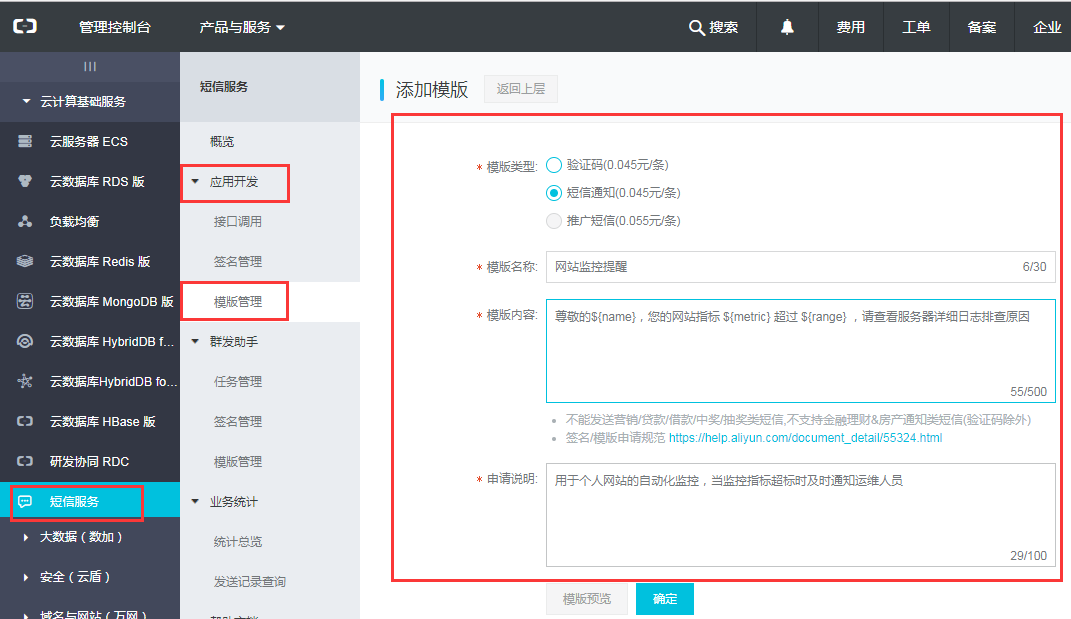 管理控制台 产品与服务 搜索 费用 工单 备案 企业
云计算基础服务
云服务器 ECS
云数据库 RDS 版
负载均衡
云数据库 Redis 版
云数据库 MongoDB 版
云数据库 HybridDB f...
云数据库HybridDB fo...
云数据库 HBase 版
研发协同 RDC
短信服务
大数据（数加）
安全（云盾）
域名与网站（万网）
短信服务
概览
应用开发
接口调用
签名管理
模版管理
群发助手
任务管理
签名管理
模版管理
业务统计
统计总览
发送记录查询
帮助文档
添加模版 返回上层
* 模版类型: 验证码(0.045元/条)
短信通知(0.045元/条)
推广短信(0.055元/条)
* 模版名称: 网站监控提醒 6/30
* 模版内容: 尊敬的${name}，您的网站指标 ${metric} 超过 ${range} ，请查看服务器详细日志排查原因
55/500
不能发送营销/贷款/借款/中奖/抽奖类短信,不支持金融理财&房产通知类短信(验证码除外)
签名/模版申请规范 https://help.aliyun.com/document_detail/55324.html
* 申请说明: 用于个人网站的自动化监控，当监控指标超标时及时通知运维人员
29/100
模版预览 确定